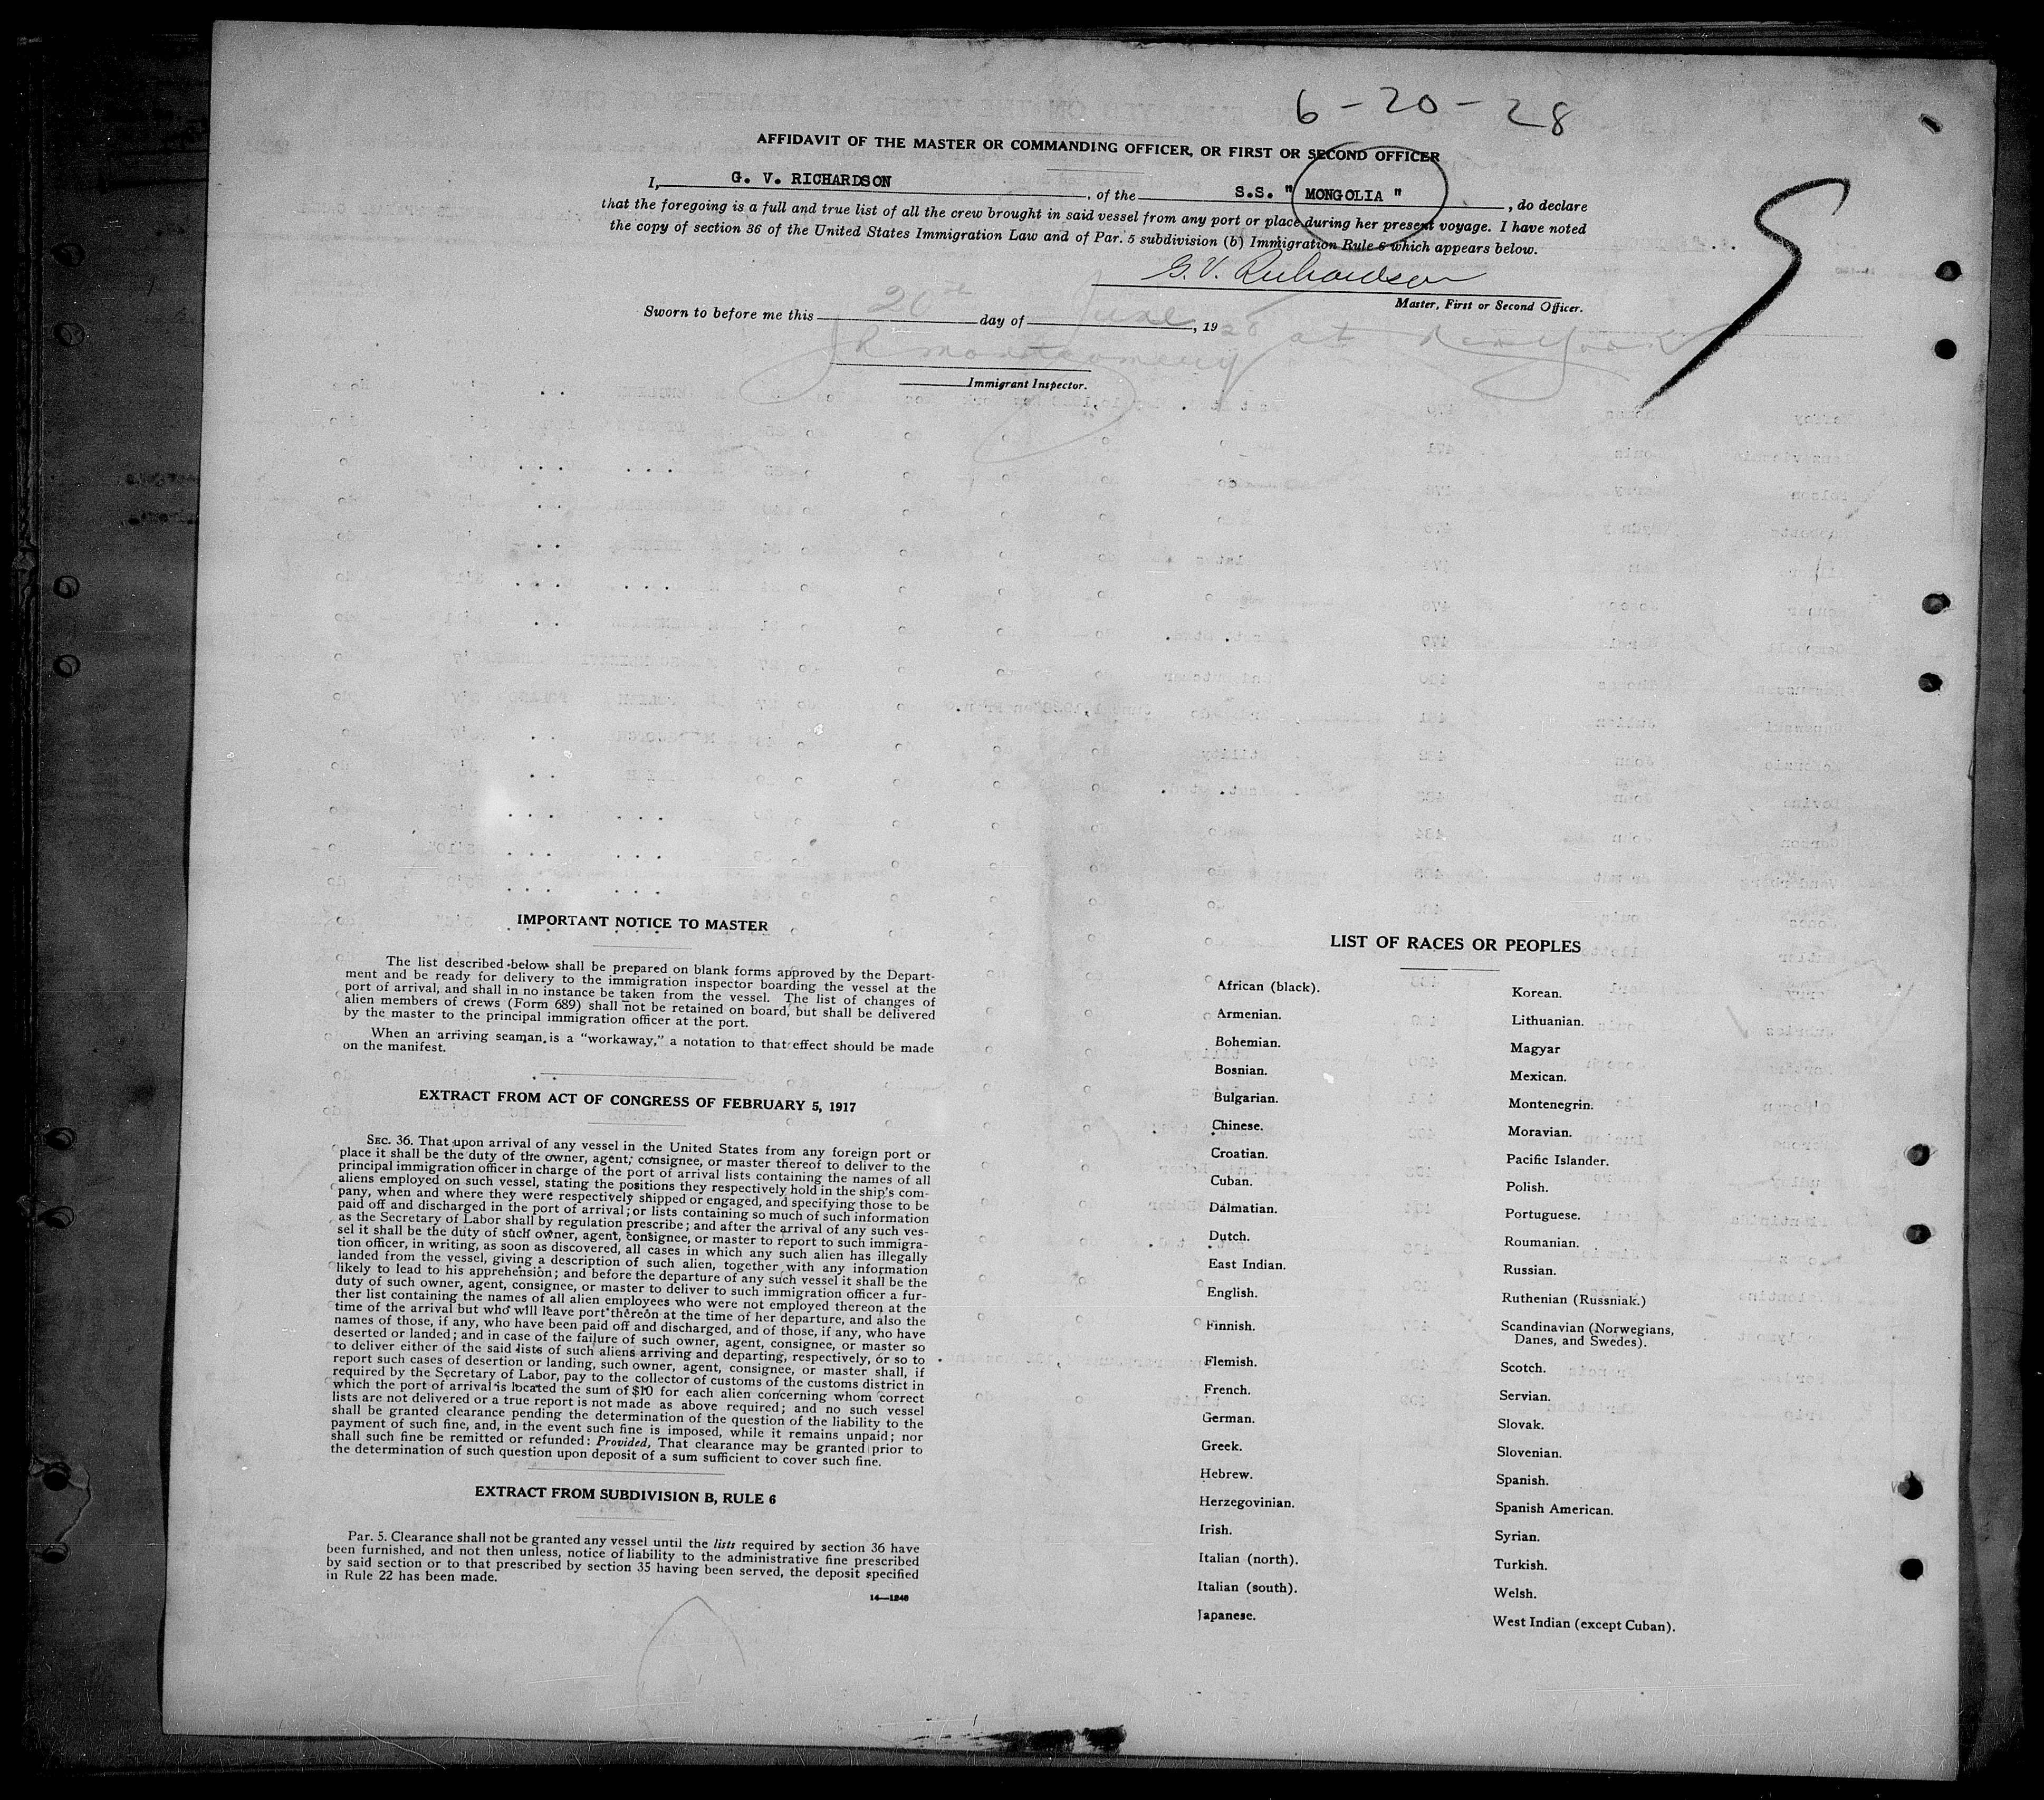 6-20-28
AFFIDAVIT OF THE MASTER OR COMMANDING OFFICER, OR FIRST OR SECOND OFFICER
I, G. V. RICHARDSON, of the S.S. " MONGOLIA ", do declare
that the foregoing is a full and true list of all the crew brought in said vessel from any port or place during her present voyage. I have noted
the copy of section 36 of the United States Immigration Law and of Par. 5 subdivision (b) Immigration Rule 6 which appears below.
G. V. Richardson
Master, First or Second Officer.
Sworn to before me this 20th day of June, 1928 at New York
J R Montgomery
Immigrant Inspector.
IMPORTANT NOTICE TO MASTER
The list described below shall be prepared on blank forms approved by the Depart-
ment and be ready for delivery to the immigration inspector boarding the vessel at the
port of arrival, and shall in no instance be taken from the vessel. The list of changes of
alien members of crews (Form 689) shall not be retained on board, but shall be delivered
by the master to the principal immigration officer at the port.
When an arriving seaman is a "workaway," a notation to that effect should be made
on the manifest.
EXTRACT FROM ACT OF CONGRESS OF FEBRUARY 5, 1917
SEC. 36. That upon arrival of any vessel in the United States from any foreign port or
place it shall be the duty of the owner, agent, consignee, or master thereof to deliver to the
principal immigration officer in charge of the port of arrival lists containing the names of all
aliens employed on such vessel, stating the positions they respectively hold in the ship's com-
pany, when and where they were respectively shipped or engaged, and specifying those to be
paid off and discharged in the port of arrival; or lists containing so much of such information
as the Secretary of Labor shall by regulation prescribe; and after the arrival of any such ves-
sel it shall be the duty of such owner, agent, consignee, or master to report to such immigra-
tion officer, in writing, as soon as discovered, all cases in which any such alien has illegally
landed from the vessel, giving a description of such alien, together with any information
likely to lead to his apprehension; and before the departure of any such vessel it shall be the
duty of such owner, agent, consignee, or master to deliver to such immigration officer a fur-
ther list containing the names of all alien employees who were not employed thereon at the
time of the arrival but who will leave port thereon at the time of her departure, and also the
names of those, if any, who have been paid off and discharged, and of those, if any, who have
deserted or landed; and in case of the failure of such owner, agent, consignee, or master so
to deliver either of the said lists of such aliens arriving and departing, respectively, or so to
report such cases of desertion or landing, such owner, agent, consignee, or master shall, if
required by the Secretary of Labor, pay to the collector of customs of the customs district in
which the port of arrival is located the sum of $10 for each alien concerning whom correct
lists are not delivered or a true report is not made as above required; and no such vessel
shall be granted clearance pending the determination of the question of the liability to the
payment of such fine, and, in the event such fine is imposed, while it remains unpaid; nor
shall such fine be remitted or refunded: Provided, That clearance may be granted prior to
the determination of such question upon deposit of a sum sufficient to cover such fine.
EXTRACT FROM SUBDIVISION B, RULE 6
Par. 5. Clearance shall not be granted any vessel until the lists required by section 36 have
been furnished, and not then unless, notice of liability to the administrative fine prescribed
by said section or to that prescribed by section 35 having been served, the deposit specified
in Rule 22 has been made.
14—1240
LIST OF RACES OR PEOPLES
African (black).
Armenian.
Bohemian.
Bosnian.
Bulgarian.
Chinese.
Croatian.
Cuban.
Dalmatian.
Dutch.
East Indian.
English.
Finnish.
Flemish.
French.
German.
Greek.
Hebrew.
Herzegovinian.
Irish.
Italian (north).
Italian (south).
Japanese.
Korean.
Lithuanian.
Magyar
Mexican.
Montenegrin.
Moravian.
Pacific Islander.
Polish.
Portuguese.
Roumanian.
Russian.
Ruthenian (Russniak.)
Scandinavian (Norwegians,
Danes, and Swedes).
Scotch.
Servian.
Slovak.
Slovenian.
Spanish.
Spanish American.
Syrian.
Turkish.
Welsh.
West Indian (except Cuban).